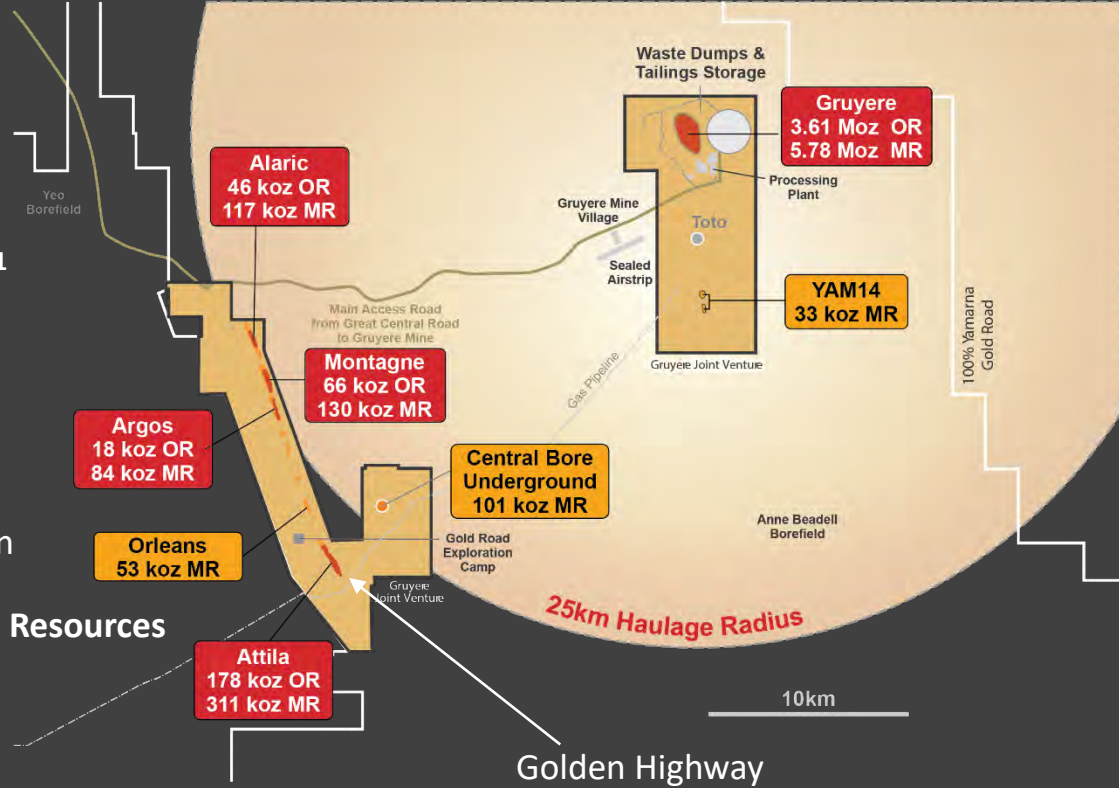 Waste Dumps &
Tailings Storage
Gruyere
3.61 Moz OR
5.78 Moz MR
Alaric
46 koz OR
117 koz MR
Yeo
Borefield
Processing
Plant
Gruyere Mine
Village
Toto
Sealed
Airstrip
1
YAM14
33 koz MR
Main Access Road
from Great Central Road
to Gruyere Mine
Gruyere Joint Venture
100% Yamarna
Gold Road
Montagne
66 koz OR
130 koz MR
Gas Pipeline
Argos
18 koz OR
84 koz MR
Central Bore
Underground
101 koz MR
Anne Beadell
Borefield
Orleans
53 koz MR
n
Gold Road
Exploration
Camp
Gruyere
Joint Venture
25km Haulage Radius
Resources
Attila
178 koz OR
311 koz MR
10km
Golden Highway